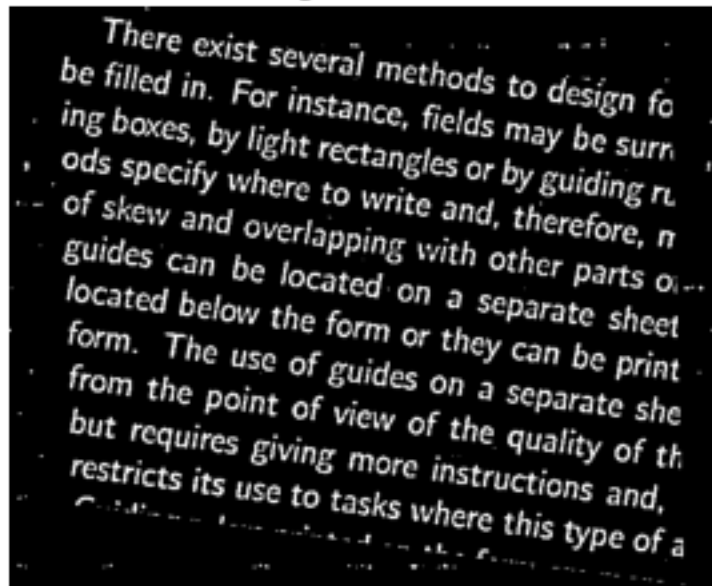 There exist several methods to design fo
be filled in. For instance, fields may be surr
ing boxes, by light rectangles or by guiding ru
ods specify where to write and, therefore, m
of skew and overlapping with other parts o
guides can be located on a separate sheet
located below the form or they can be print
form. The use of guides on a separate she
from the point of view of the quality of th
but requires giving more instructions and,
restricts its use to tasks where this type of a